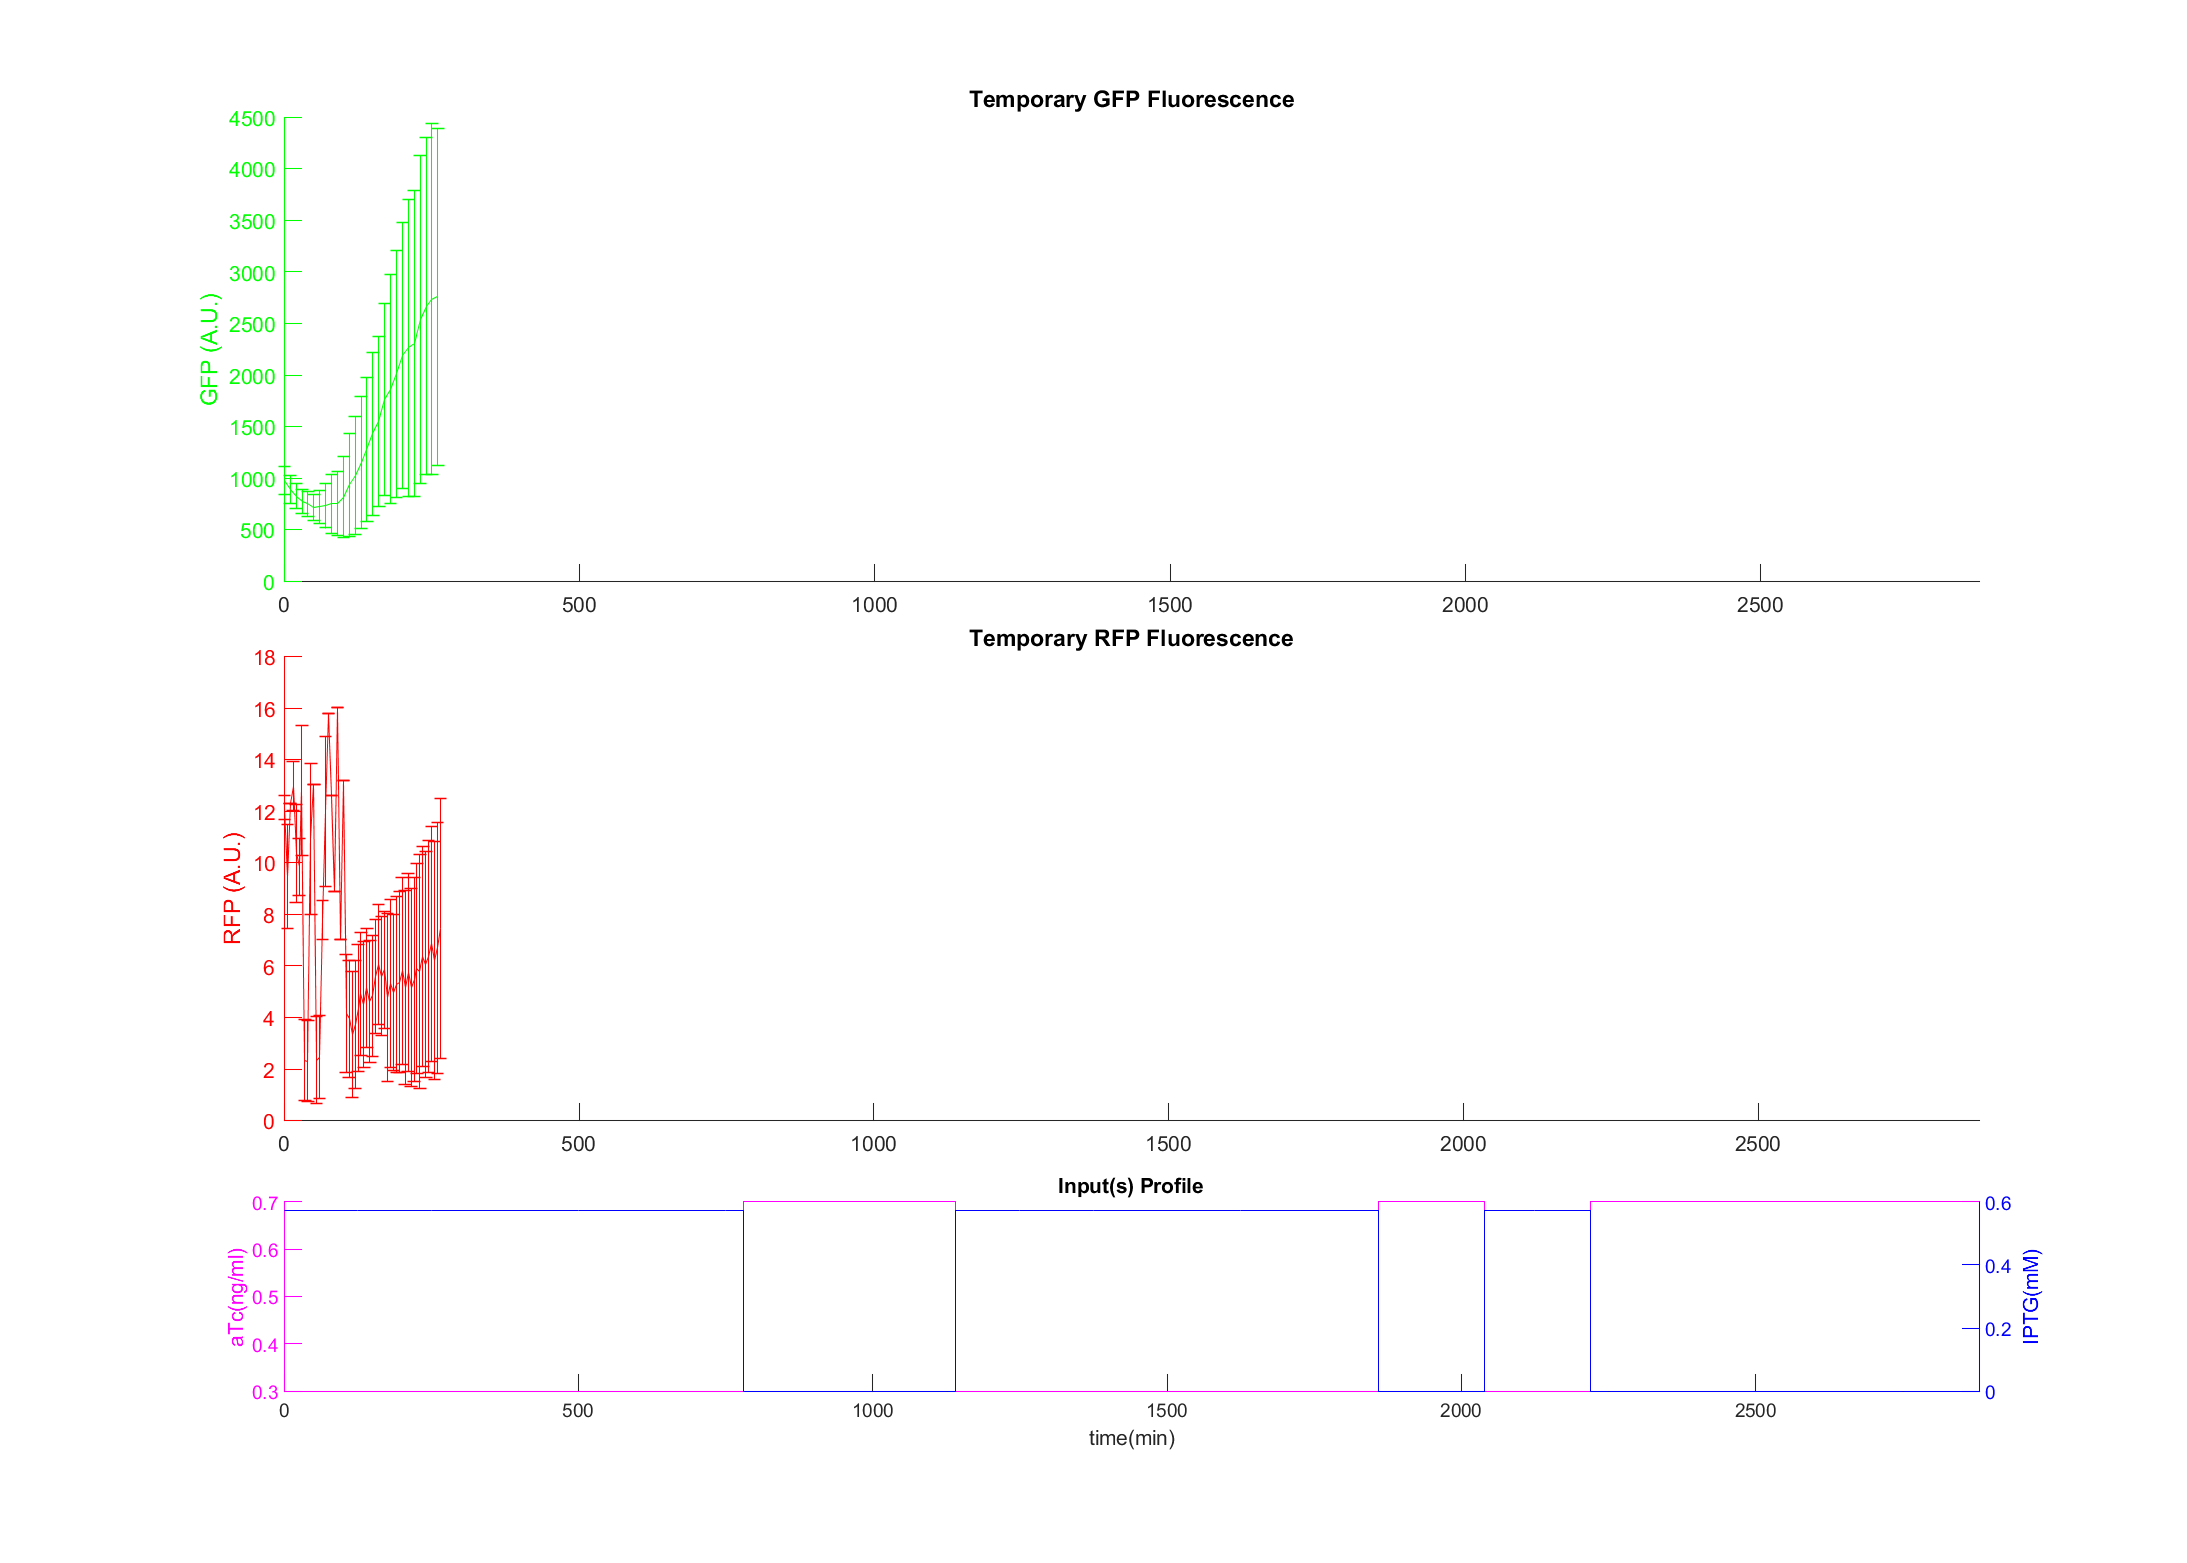 Temporary GFP Fluorescence
4500
4000
3500
3000
2500
2000
1500
1000
500
0
GFP (A.U.)
0 500 1000 1500 2000 2500
Temporary RFP Fluorescence
18
16
14
12
10
8
6
4
2
0
RFP (A.U.)
0 500 1000 1500 2000 2500
Input(s) Profile
0.7
0.6
0.5
0.4
0.3
aTc(ng/ml)
0.6
0.4
0.2
0
IPTG(mM)
0 500 1000 1500 2000 2500
time(min)